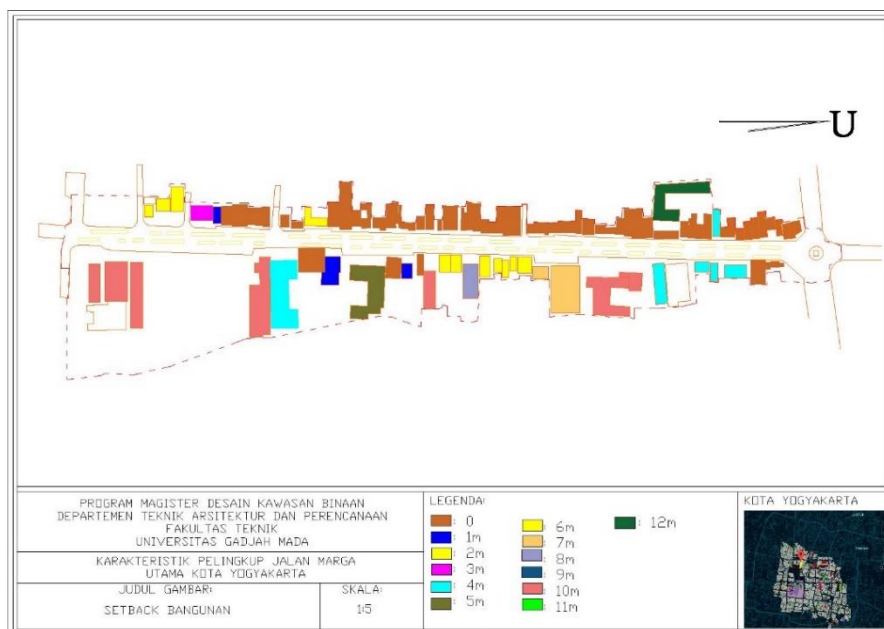 U
PROGRAM MAGISTER DESAIN KAWASAN BINAAN
DEPARTEMEN TEKNIK ARSITEKTUR DAN PERENCANAAN
FAKULTAS TEKNIK
UNIVERSITAS GADJAH MADA
KARAKTERISTIK PELINGKUP JALAN MARGA
UTAMA KOTA YOGYAKARTA
JUDUL GAMBAR:
SETBACK BANGUNAN
SKALA:
1:5
LEGENDA:
: 0
: 1m
: 2m
: 3m
: 4m
: 5m
: 6m
: 7m
: 8m
: 9m
: 10m
: 11m
: 12m
KOTA YOGYAKARTA